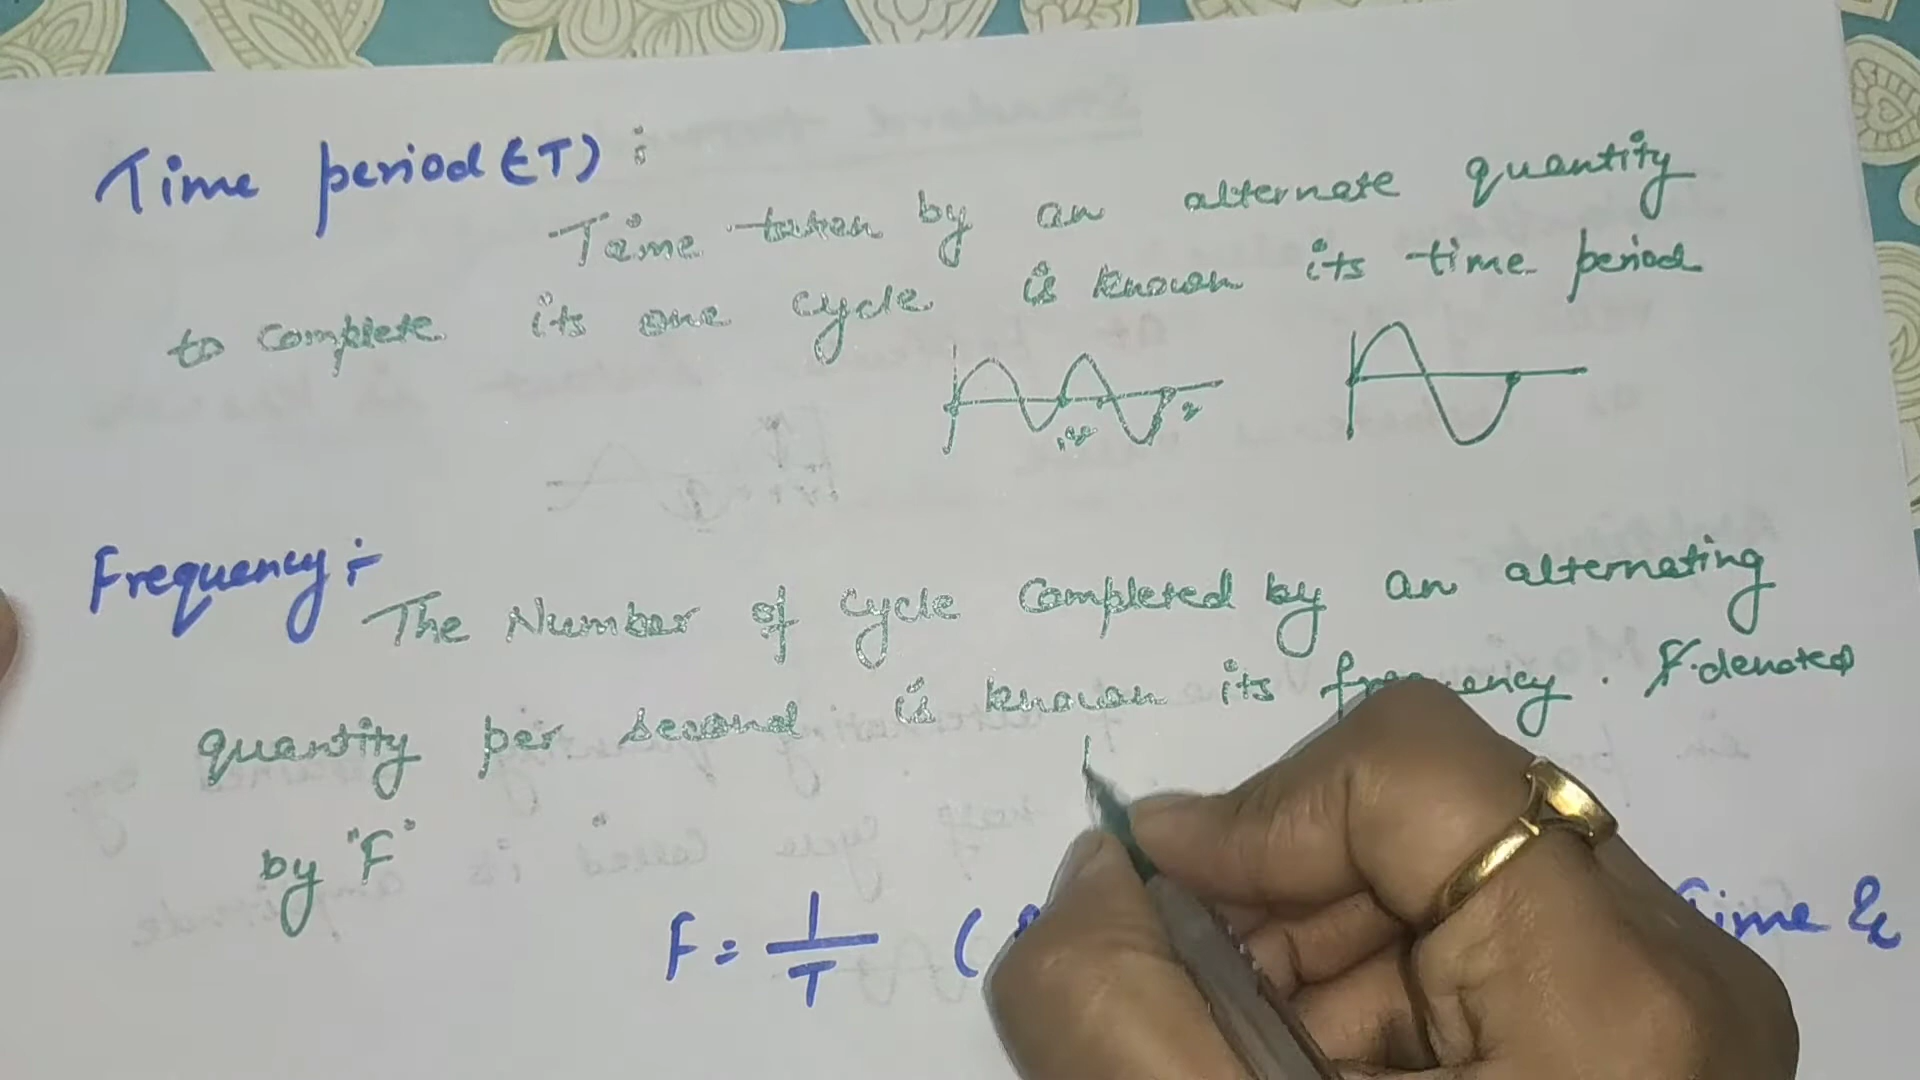 Time period (T) :
Time taken by an alternate quantity
to complete its one cycle is known its time period
Frequency :-
The Number of cycle completed by an alternating
quantity per second is known its frequency. F denoted
by "F"
F = 1/T ( Time &